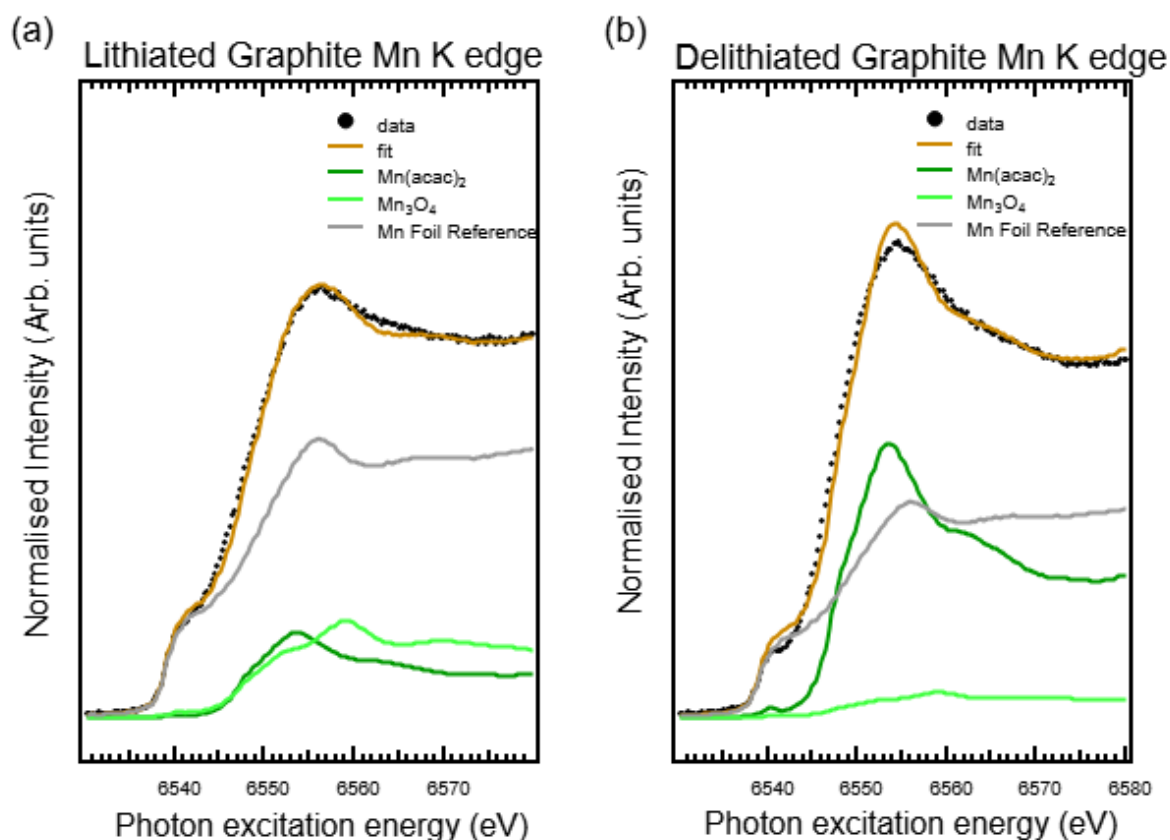 (a)
Lithiated Graphite Mn K edge
data
fit
Mn(acac)₂
Mn₃O₄
Mn Foil Reference
Normalised Intensity (Arb. units)
6540 6550 6560 6570
Photon excitation energy (eV)
(b)
Delithiated Graphite Mn K edge
data
fit
Mn(acac)₂
Mn₃O₄
Mn Foil Reference
Normalised Intensity (Arb. units)
6540 6550 6560 6570 6580
Photon excitation energy (eV)